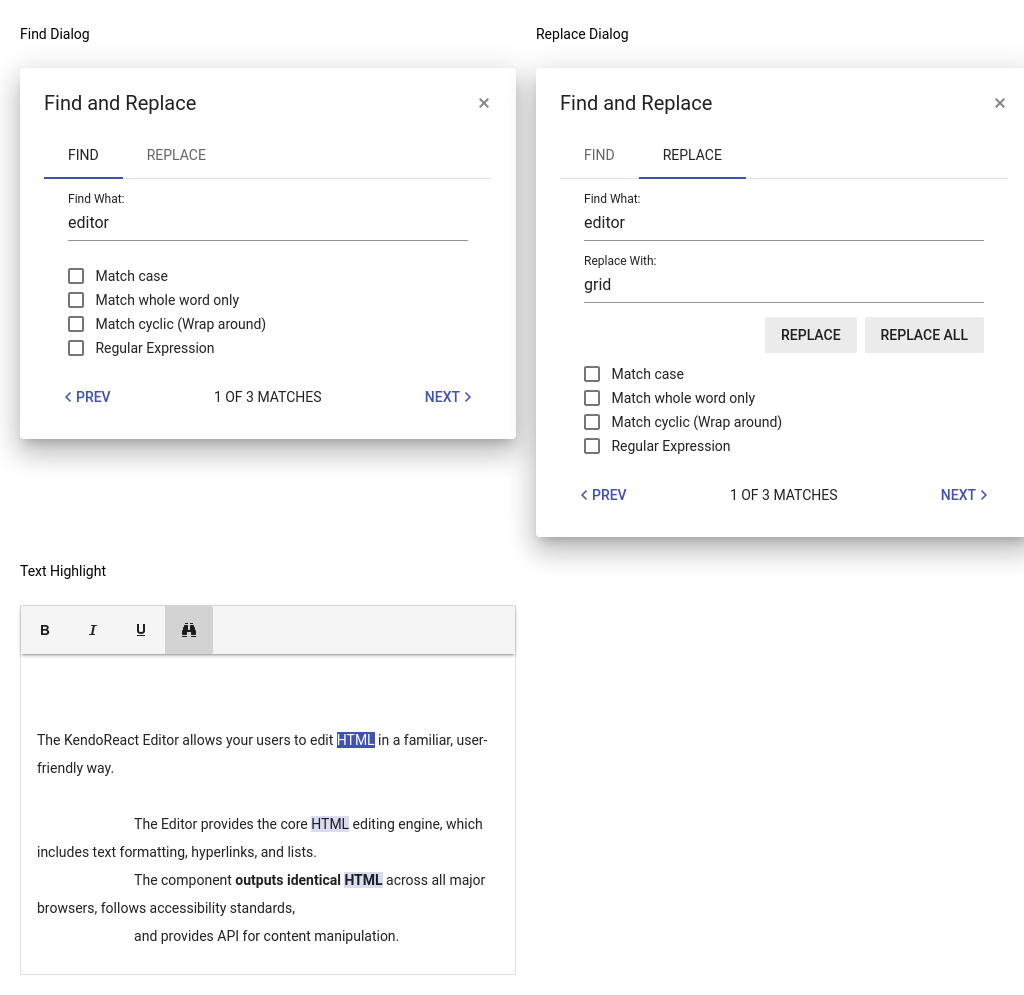 Find Dialog
Find and Replace
×
FIND REPLACE
Find What:
editor
Match case
Match whole word only
Match cyclic (Wrap around)
Regular Expression
PREV 1 OF 3 MATCHES NEXT
Replace Dialog
Find and Replace
×
FIND REPLACE
Find What:
editor
Replace With:
grid
REPLACE REPLACE ALL
Match case
Match whole word only
Match cyclic (Wrap around)
Regular Expression
PREV 1 OF 3 MATCHES NEXT
Text Highlight
B I U
The KendoReact Editor allows your users to edit HTML in a familiar, user-
friendly way.
The Editor provides the core HTML editing engine, which
includes text formatting, hyperlinks, and lists.
The component outputs identical HTML across all major
browsers, follows accessibility standards,
and provides API for content manipulation.